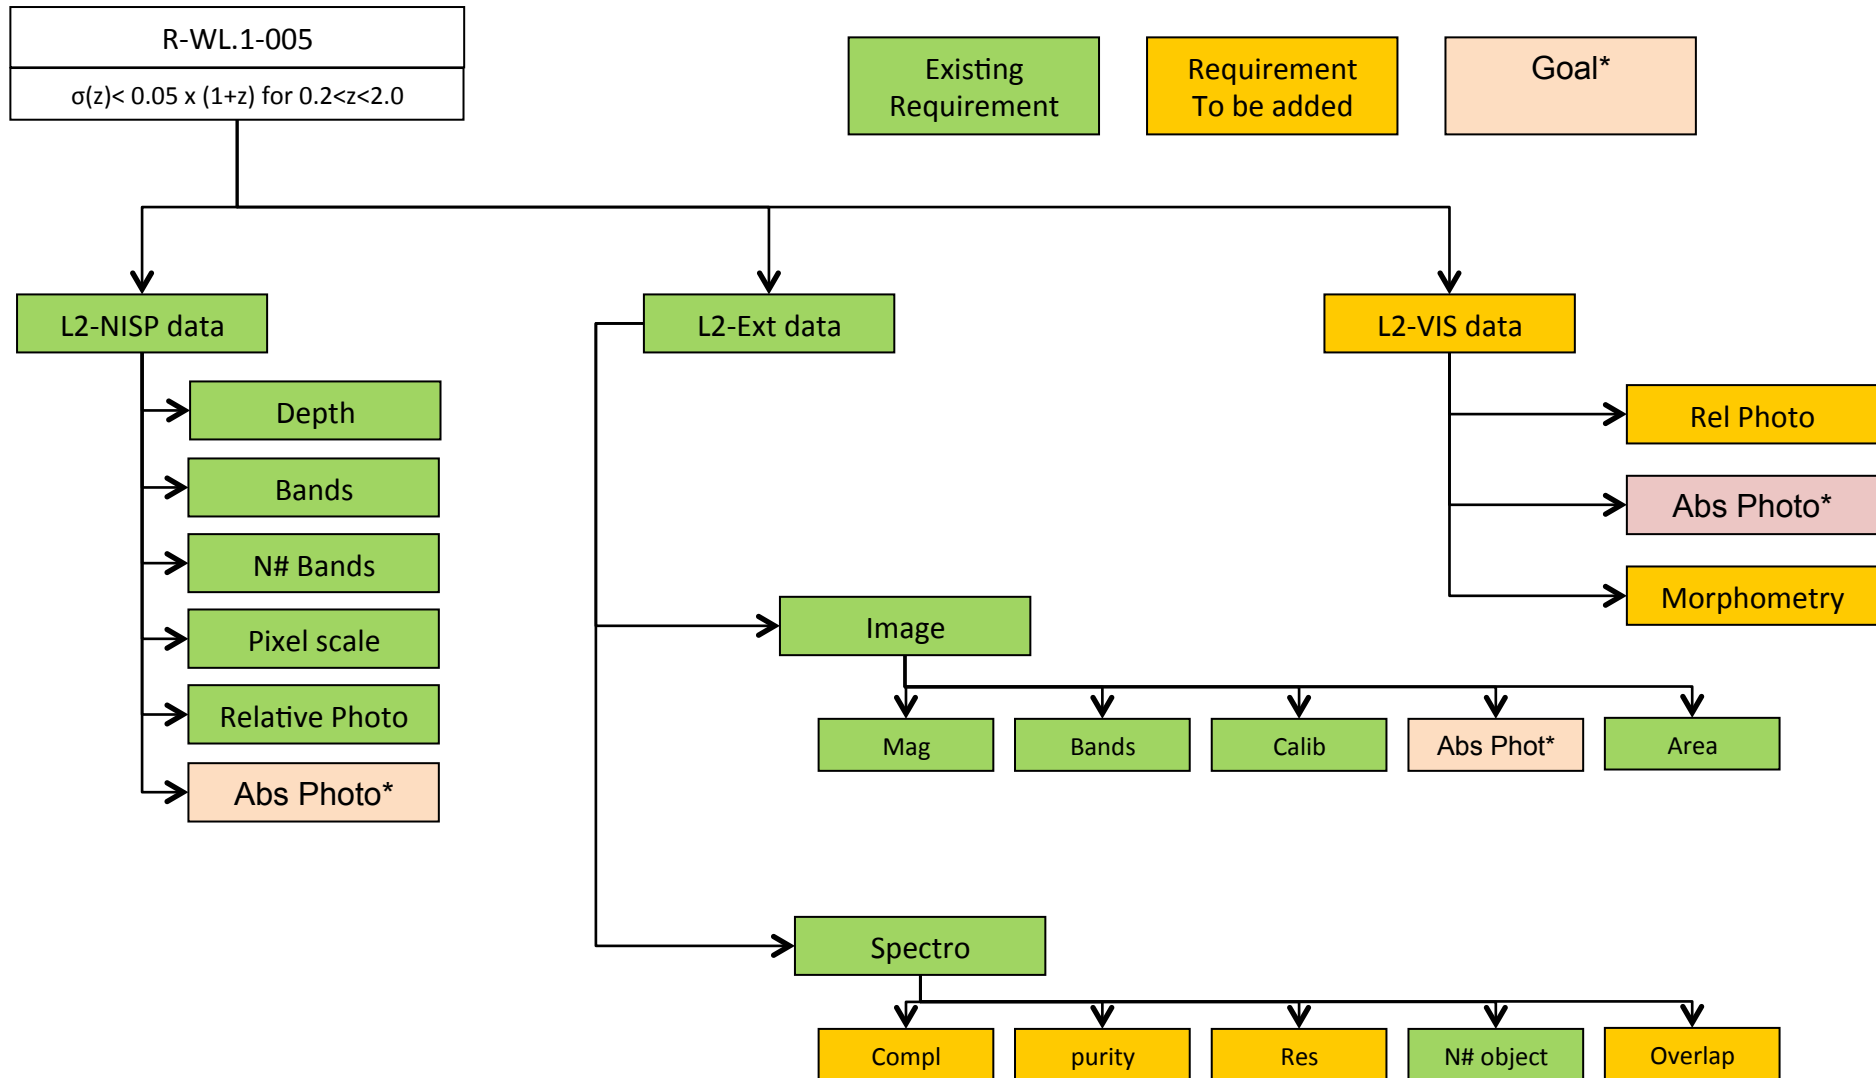 R-WL.1-005
σ(z)< 0.05 x (1+z) for 0.2<z<2.0
Existing
Requirement
Requirement
To be added
Goal*
L2-NISP data
L2-Ext data
L2-VIS data
Depth
Bands
N# Bands
Pixel scale
Relative Photo
Abs Photo*
Rel Photo
Abs Photo*
Morphometry
Image
Mag
Bands
Calib
Abs Phot*
Area
Spectro
Compl
purity
Res
N# object
Overlap